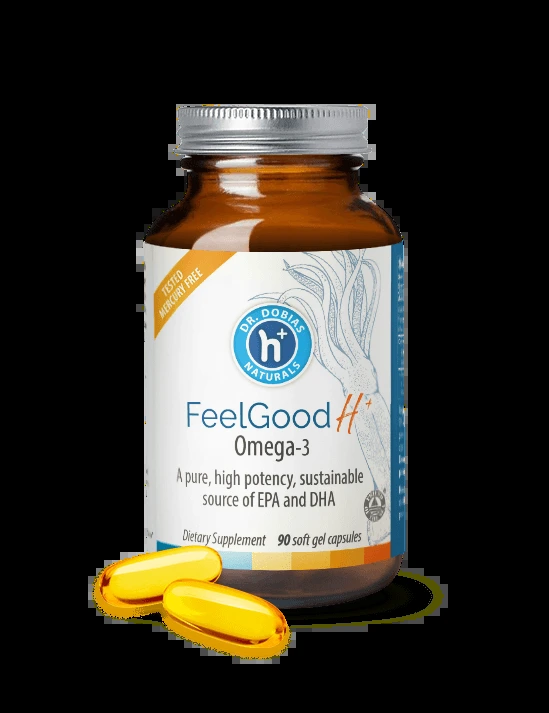 TESTED
MERCURY FREE
DR. DOBIAS
h+
NATURALS
FeelGood H+
Omega-3
A pure, high potency, sustainable
source of EPA and DHA
Dietary Supplement 90 soft gel capsules